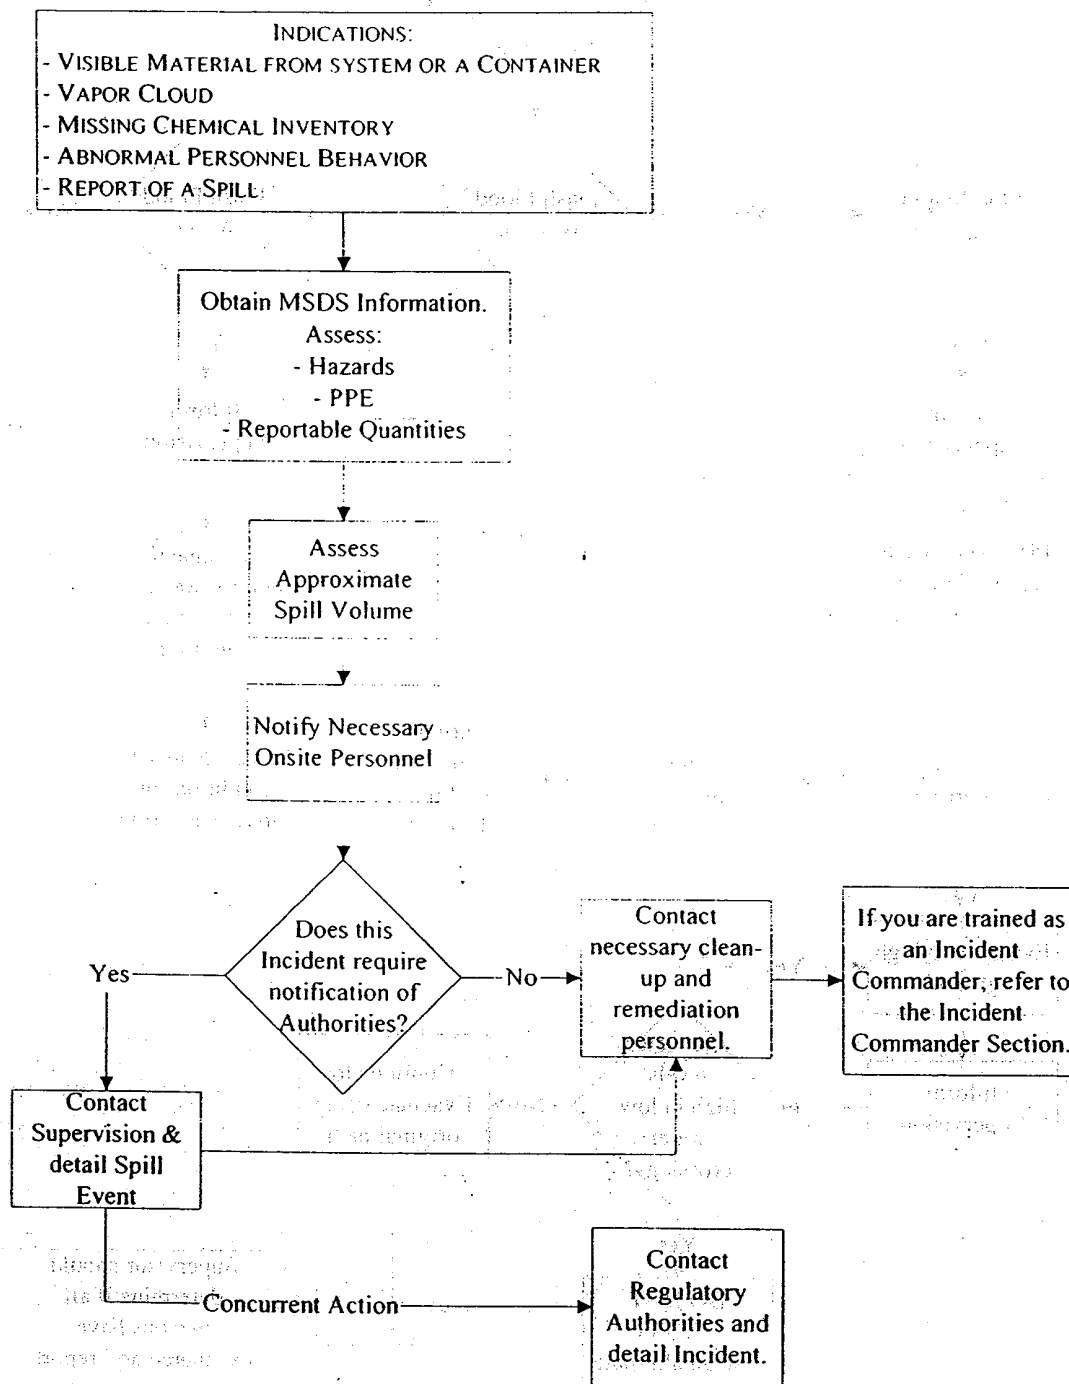 INDICATIONS:
- VISIBLE MATERIAL FROM SYSTEM OR A CONTAINER
- VAPOR CLOUD
- MISSING CHEMICAL INVENTORY
- ABNORMAL PERSONNEL BEHAVIOR
- REPORT OF A SPILL
Obtain MSDS Information.
Assess:
- Hazards
- PPE
- Reportable Quantities
Assess
Approximate
Spill Volume
Notify Necessary
Onsite Personnel
Does this
Incident require
notification of
Authorities?
Yes
No
Contact
necessary clean-
up and
remediation
personnel.
If you are trained as
an Incident
Commander, refer to
the Incident
Commander Section.
Contact
Supervision &
detail Spill
Event
Concurrent Action
Contact
Regulatory
Authorities and
detail Incident.